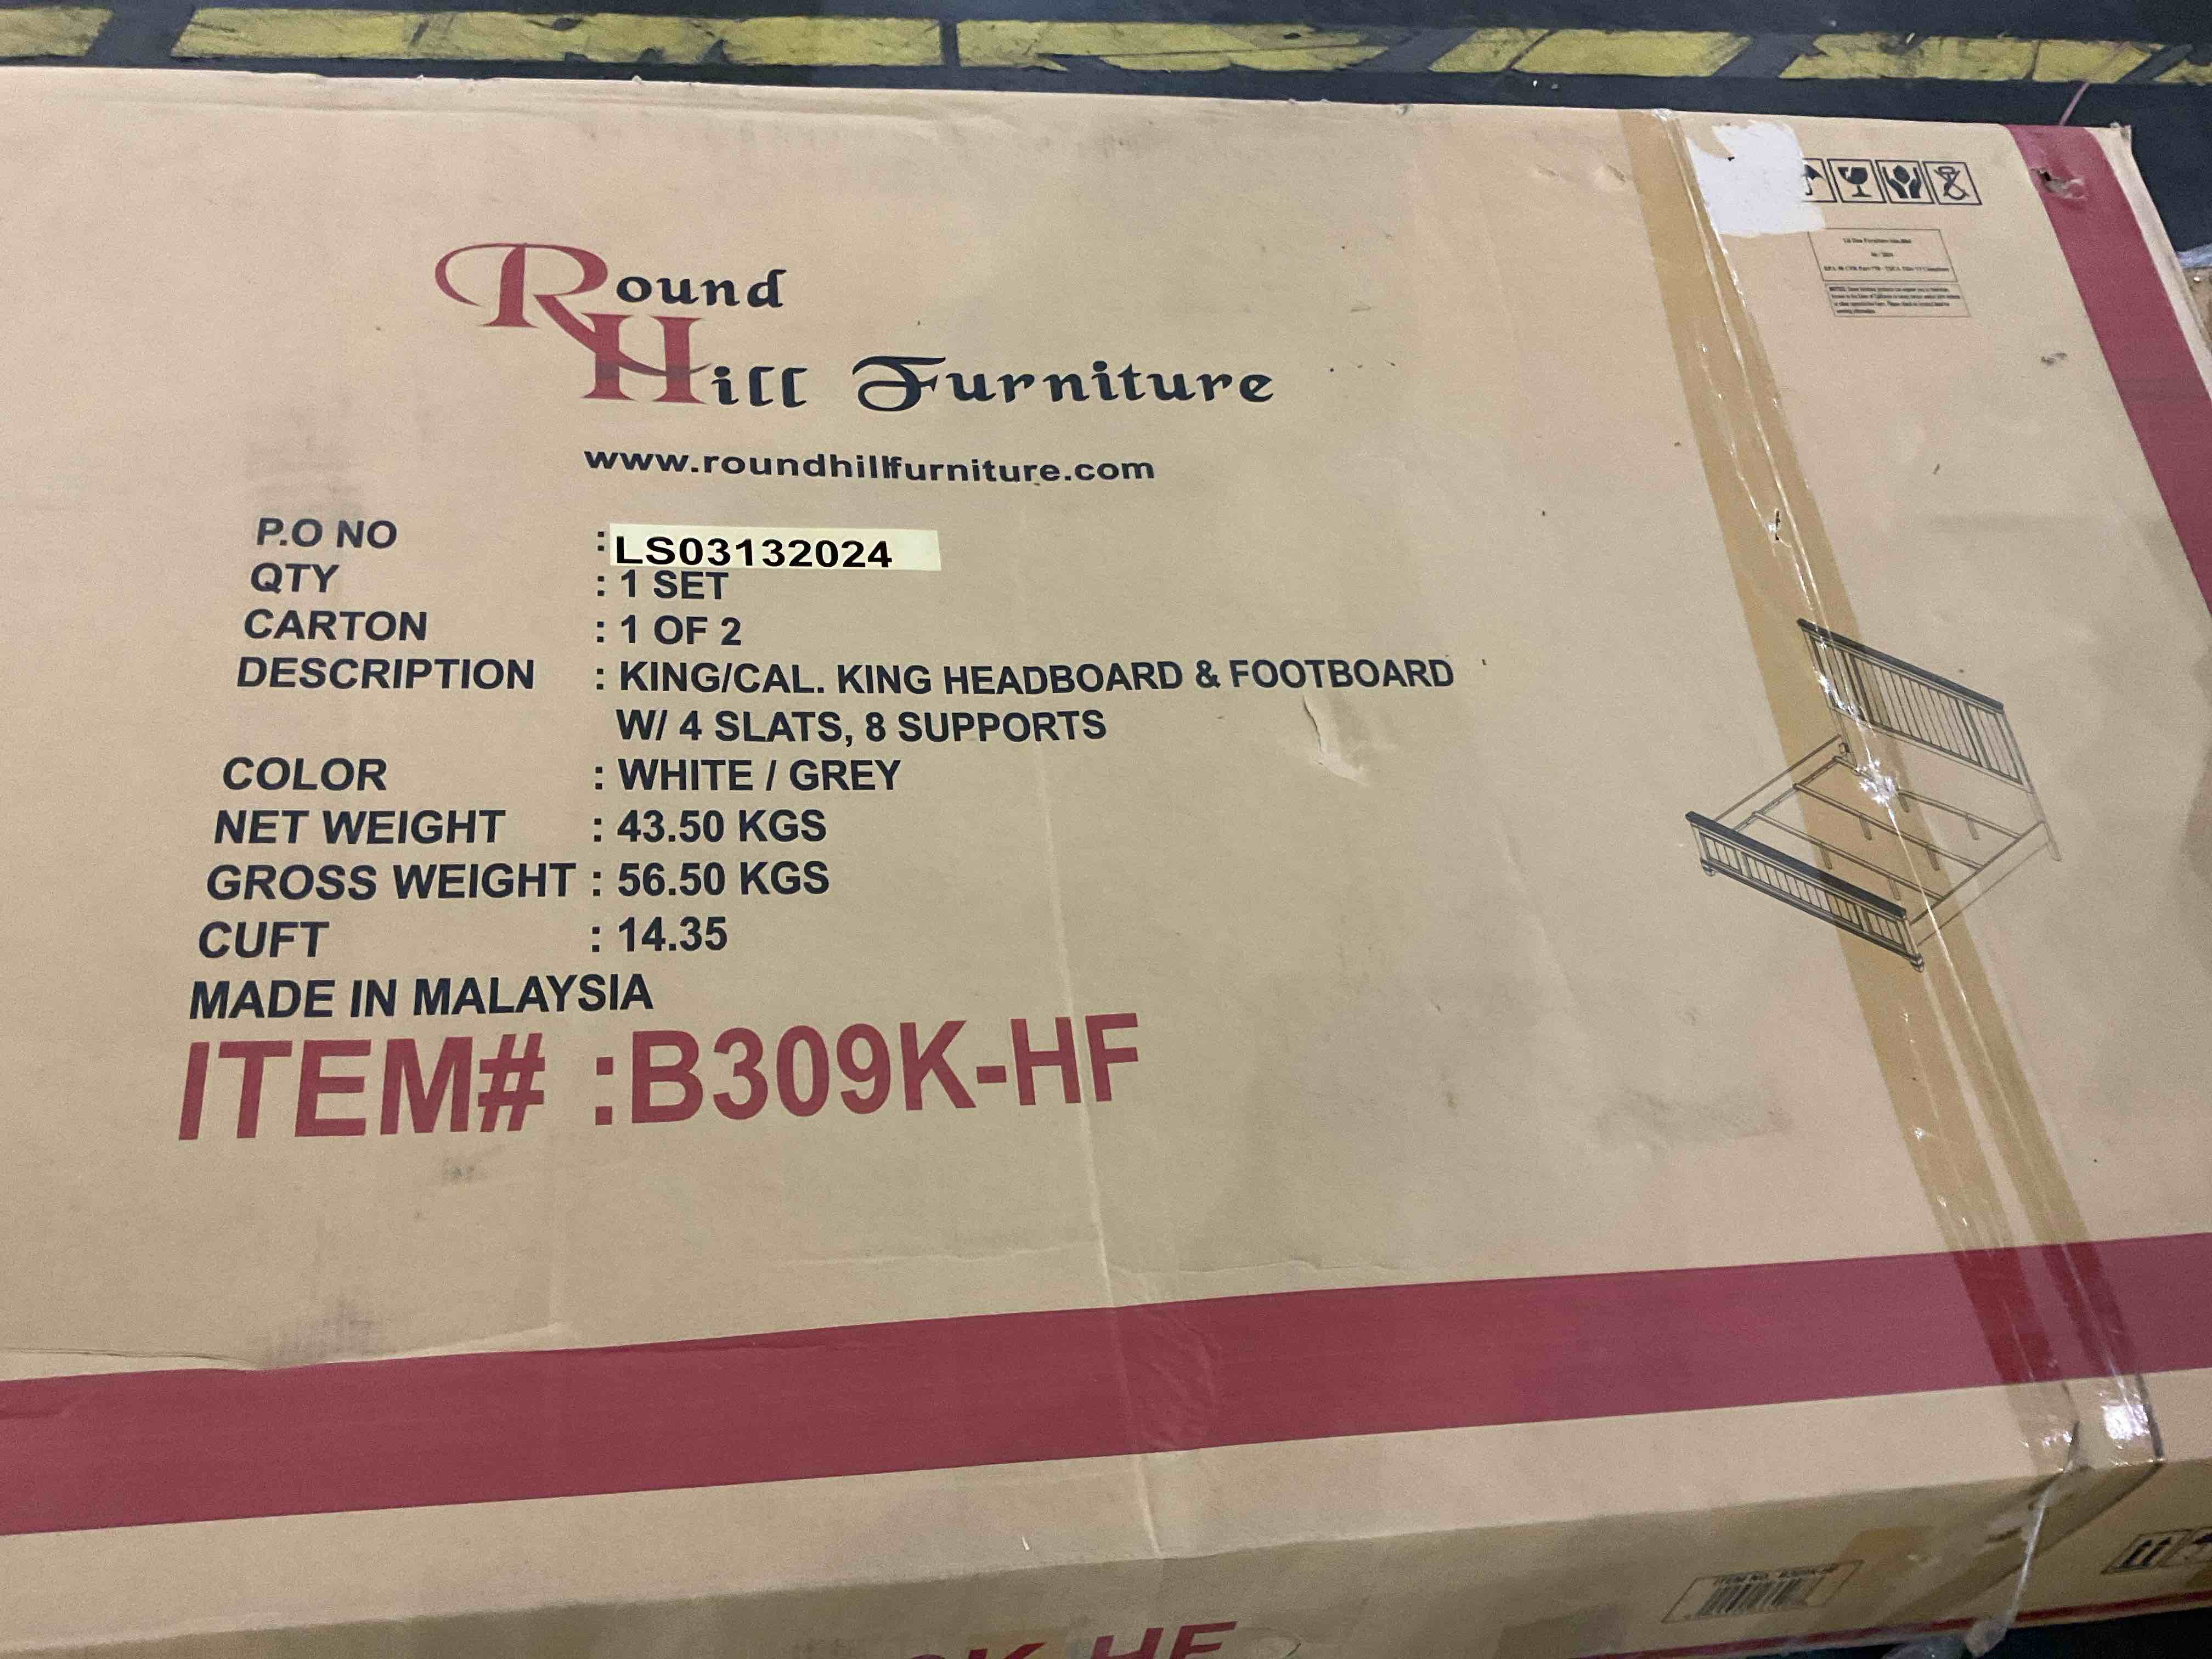 Round
Hill Furniture
www.roundhillfurniture.com
P.O NO : LS03132024
QTY : 1 SET
CARTON : 1 OF 2
DESCRIPTION : KING/CAL. KING HEADBOARD & FOOTBOARD
W/ 4 SLATS, 8 SUPPORTS
COLOR : WHITE / GREY
NET WEIGHT : 43.50 KGS
GROSS WEIGHT : 56.50 KGS
CUFT : 14.35
MADE IN MALAYSIA
ITEM# :B309K-HF
K-HF